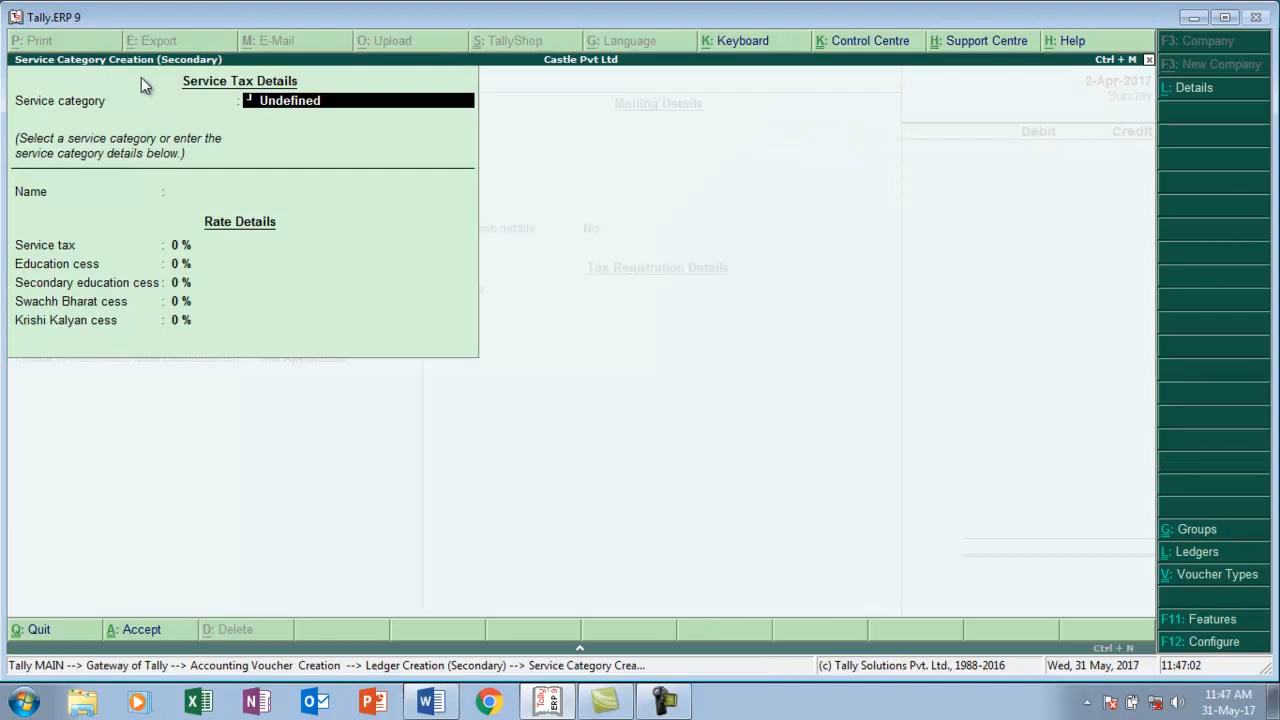 Tally.ERP 9
P: Print E: Export M: E-Mail O: Upload S: TallyShop G: Language K: Keyboard K: Control Centre H: Support Centre H: Help F3: Company
Service Category Creation (Secondary) Castle Pvt Ltd Ctrl + M
F3: New Company
Service Tax Details 2-Apr-2017
L: Details
Sunday
Service category : Undefined Mailing Details
Debit Credit
(Select a service category or enter the
service category details below.)
Name :
Rate Details
No
Service tax : 0 %
Education cess : 0 % Tax Registration Details
Secondary education cess : 0 %
Swachh Bharat cess : 0 %
Krishi Kalyan cess : 0 %
G: Groups
L: Ledgers
V: Voucher Types
F11: Features
Q: Quit A: Accept D: Delete
F12: Configure
Ctrl + N
Tally MAIN --> Gateway of Tally --> Accounting Voucher Creation --> Ledger Creation (Secondary) --> Service Category Crea... (c) Tally Solutions Pvt. Ltd., 1988-2016 Wed, 31 May, 2017 11:47:02
11:47 AM
31-May-17